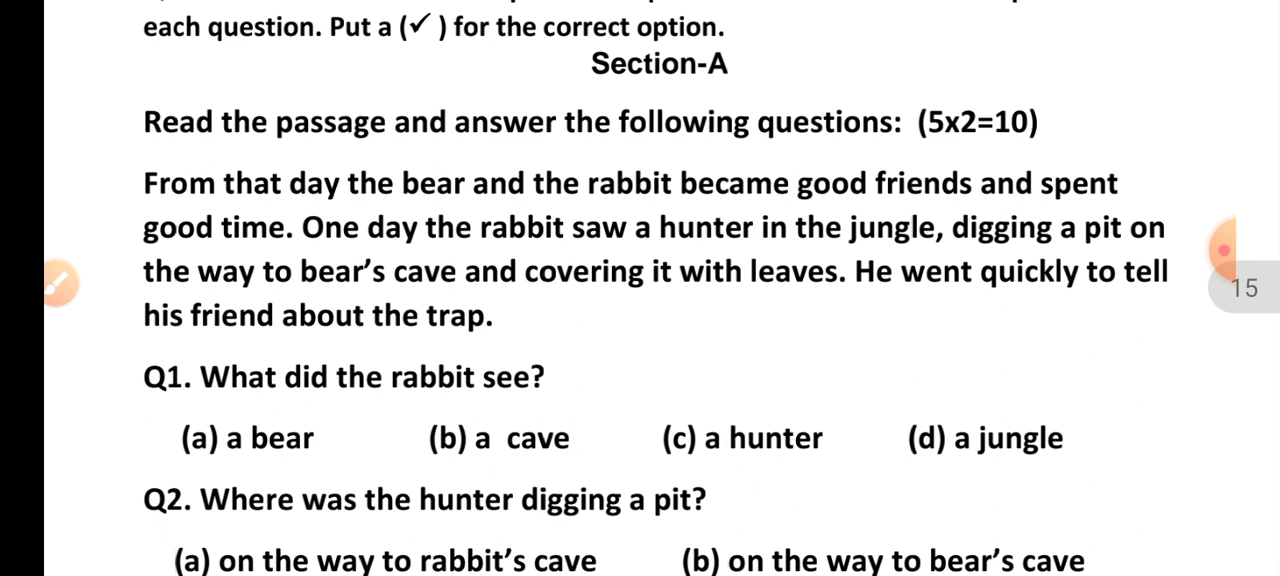 each question. Put a (✓ ) for the correct option.
Section-A
Read the passage and answer the following questions: (5x2=10)
From that day the bear and the rabbit became good friends and spent
good time. One day the rabbit saw a hunter in the jungle, digging a pit on
the way to bear's cave and covering it with leaves. He went quickly to tell
his friend about the trap.
15
Q1. What did the rabbit see?
(a) a bear (b) a cave (c) a hunter (d) a jungle
Q2. Where was the hunter digging a pit?
(a) on the way to rabbit's cave (b) on the way to bear's cave